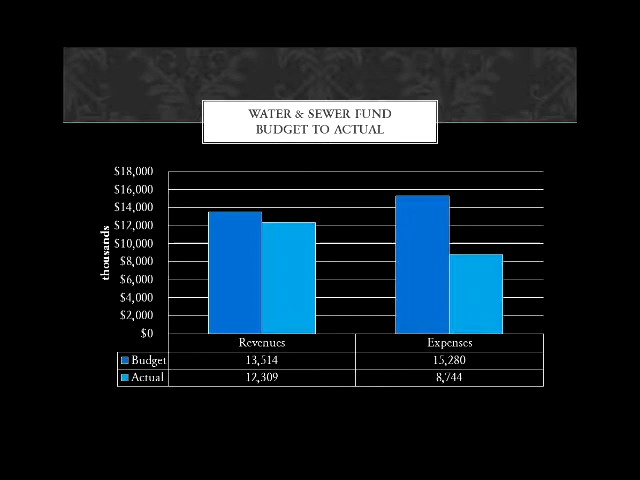 WATER & SEWER FUND
BUDGET TO ACTUAL
thousands
$18,000
$16,000
$14,000
$12,000
$10,000
$8,000
$6,000
$4,000
$2,000
$0
Revenues Expenses
Budget 13,514 15,280
Actual 12,309 8,744